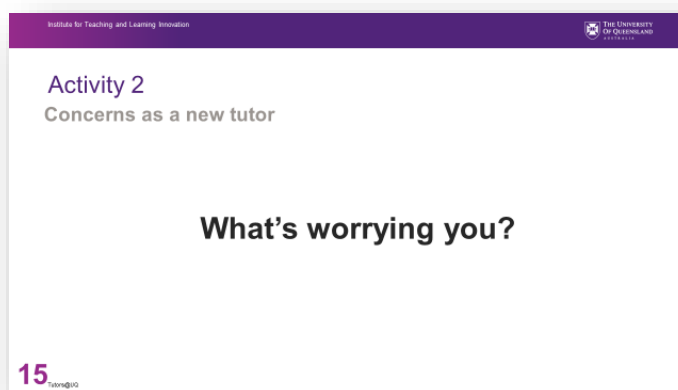 Institute for Teaching and Learning Innovation
THE UNIVERSITY
OF QUEENSLAND
AUSTRALIA
Activity 2
Concerns as a new tutor
What’s worrying you?
15
Tutors@UQ